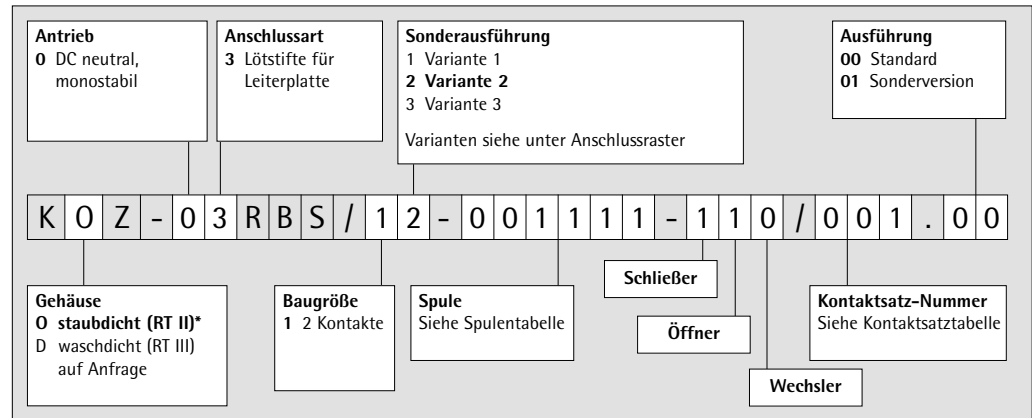 Antrieb
0 DC neutral,
monostabil
Anschlussart
3 Lötstifte für
Leiterplatte
Sonderausführung
1 Variante 1
2 Variante 2
3 Variante 3
Varianten siehe unter Anschlussraster
Ausführung
00 Standard
01 Sonderversion
K O Z - 0 3 R B S / 1 2 - 0 0 1 1 1 1 - 1 1 0 / 0 0 1 . 0 0
Gehäuse
O staubdicht (RT II)*
D waschdicht (RT III)
auf Anfrage
Baugröße
1 2 Kontakte
Spule
Siehe Spulentabelle
Schließer
Öffner
Wechsler
Kontaktsatz-Nummer
Siehe Kontaktsatztabelle